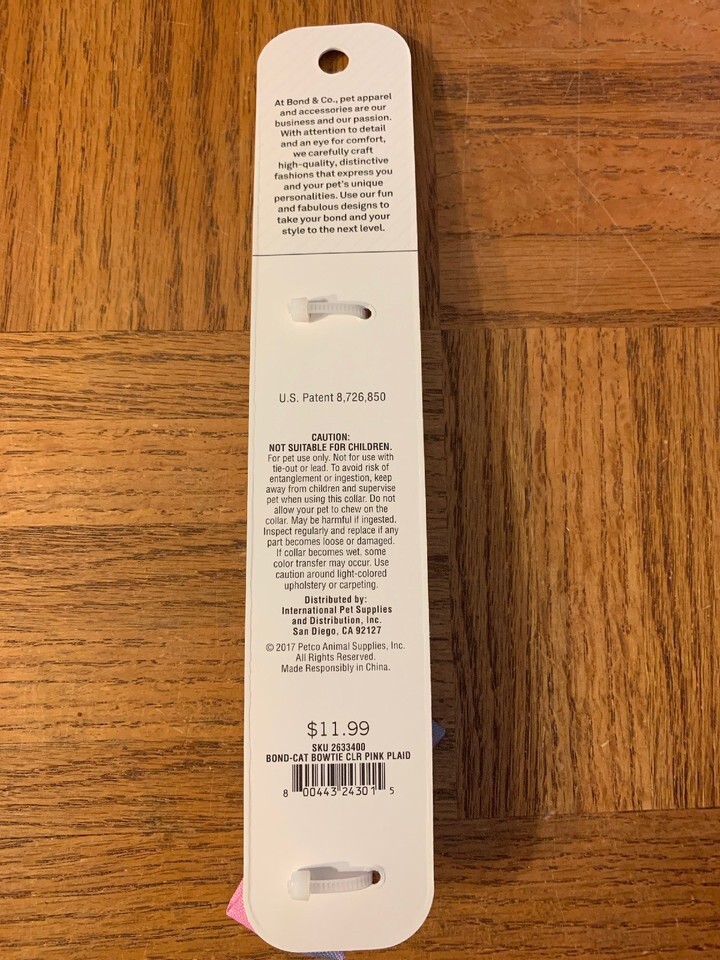 At Bond & Co., pet apparel
and accessories are our
business and our passion.
With attention to detail
and an eye for comfort,
we carefully craft
high-quality, distinctive
fashions that express you
and your pet's unique
personalities. Use our fun
and fabulous designs to
take your bond and your
style to the next level.
U.S. Patent 8,726,850
CAUTION:
NOT SUITABLE FOR CHILDREN.
For pet use only. Not for use with
tie-out or lead. To avoid risk of
entanglement or ingestion, keep
away from children and supervise
pet when using this collar. Do not
allow your pet to chew on the
collar. May be harmful if ingested.
Inspect regularly and replace if any
part becomes loose or damaged.
If collar becomes wet, some
color transfer may occur. Use
caution around light-colored
upholstery or carpeting.
Distributed by:
International Pet Supplies
and Distribution, Inc.
San Diego, CA 92127
© 2017 Petco Animal Supplies, Inc.
All Rights Reserved.
Made Responsibly in China.
$11.99
SKU 2633400
BOND-CAT BOWTIE CLR PINK PLAID
8 00443 24301 5